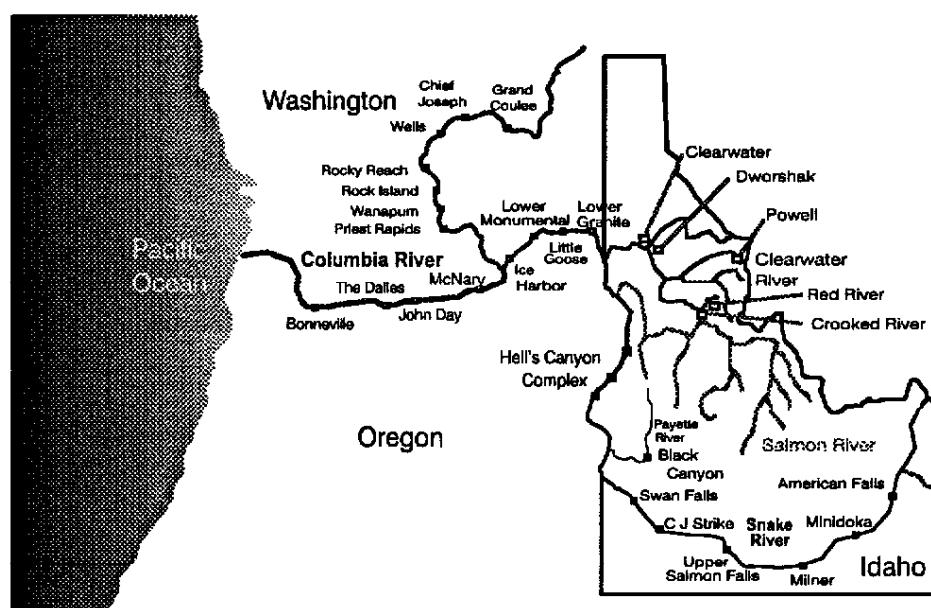 Washington
Chief
Joseph
Grand
Coulee
Wells
Rocky Reach
Rock Island
Wanapum
Priest Rapids
Lower
Monumental
Lower
Granite
Little
Goose
Ice
Harbor
Pacific
Ocean
Columbia River
McNary
The Dalles
John Day
Bonneville
Clearwater
Dworshak
Powell
Clearwater
River
Red River
Crooked River
Hell's Canyon
Complex
Oregon
Payette
River
Black
Canyon
Salmon River
Swan Falls
American Falls
C J Strike
Snake
River
Minidoka
Upper
Salmon Falls
Milner
Idaho